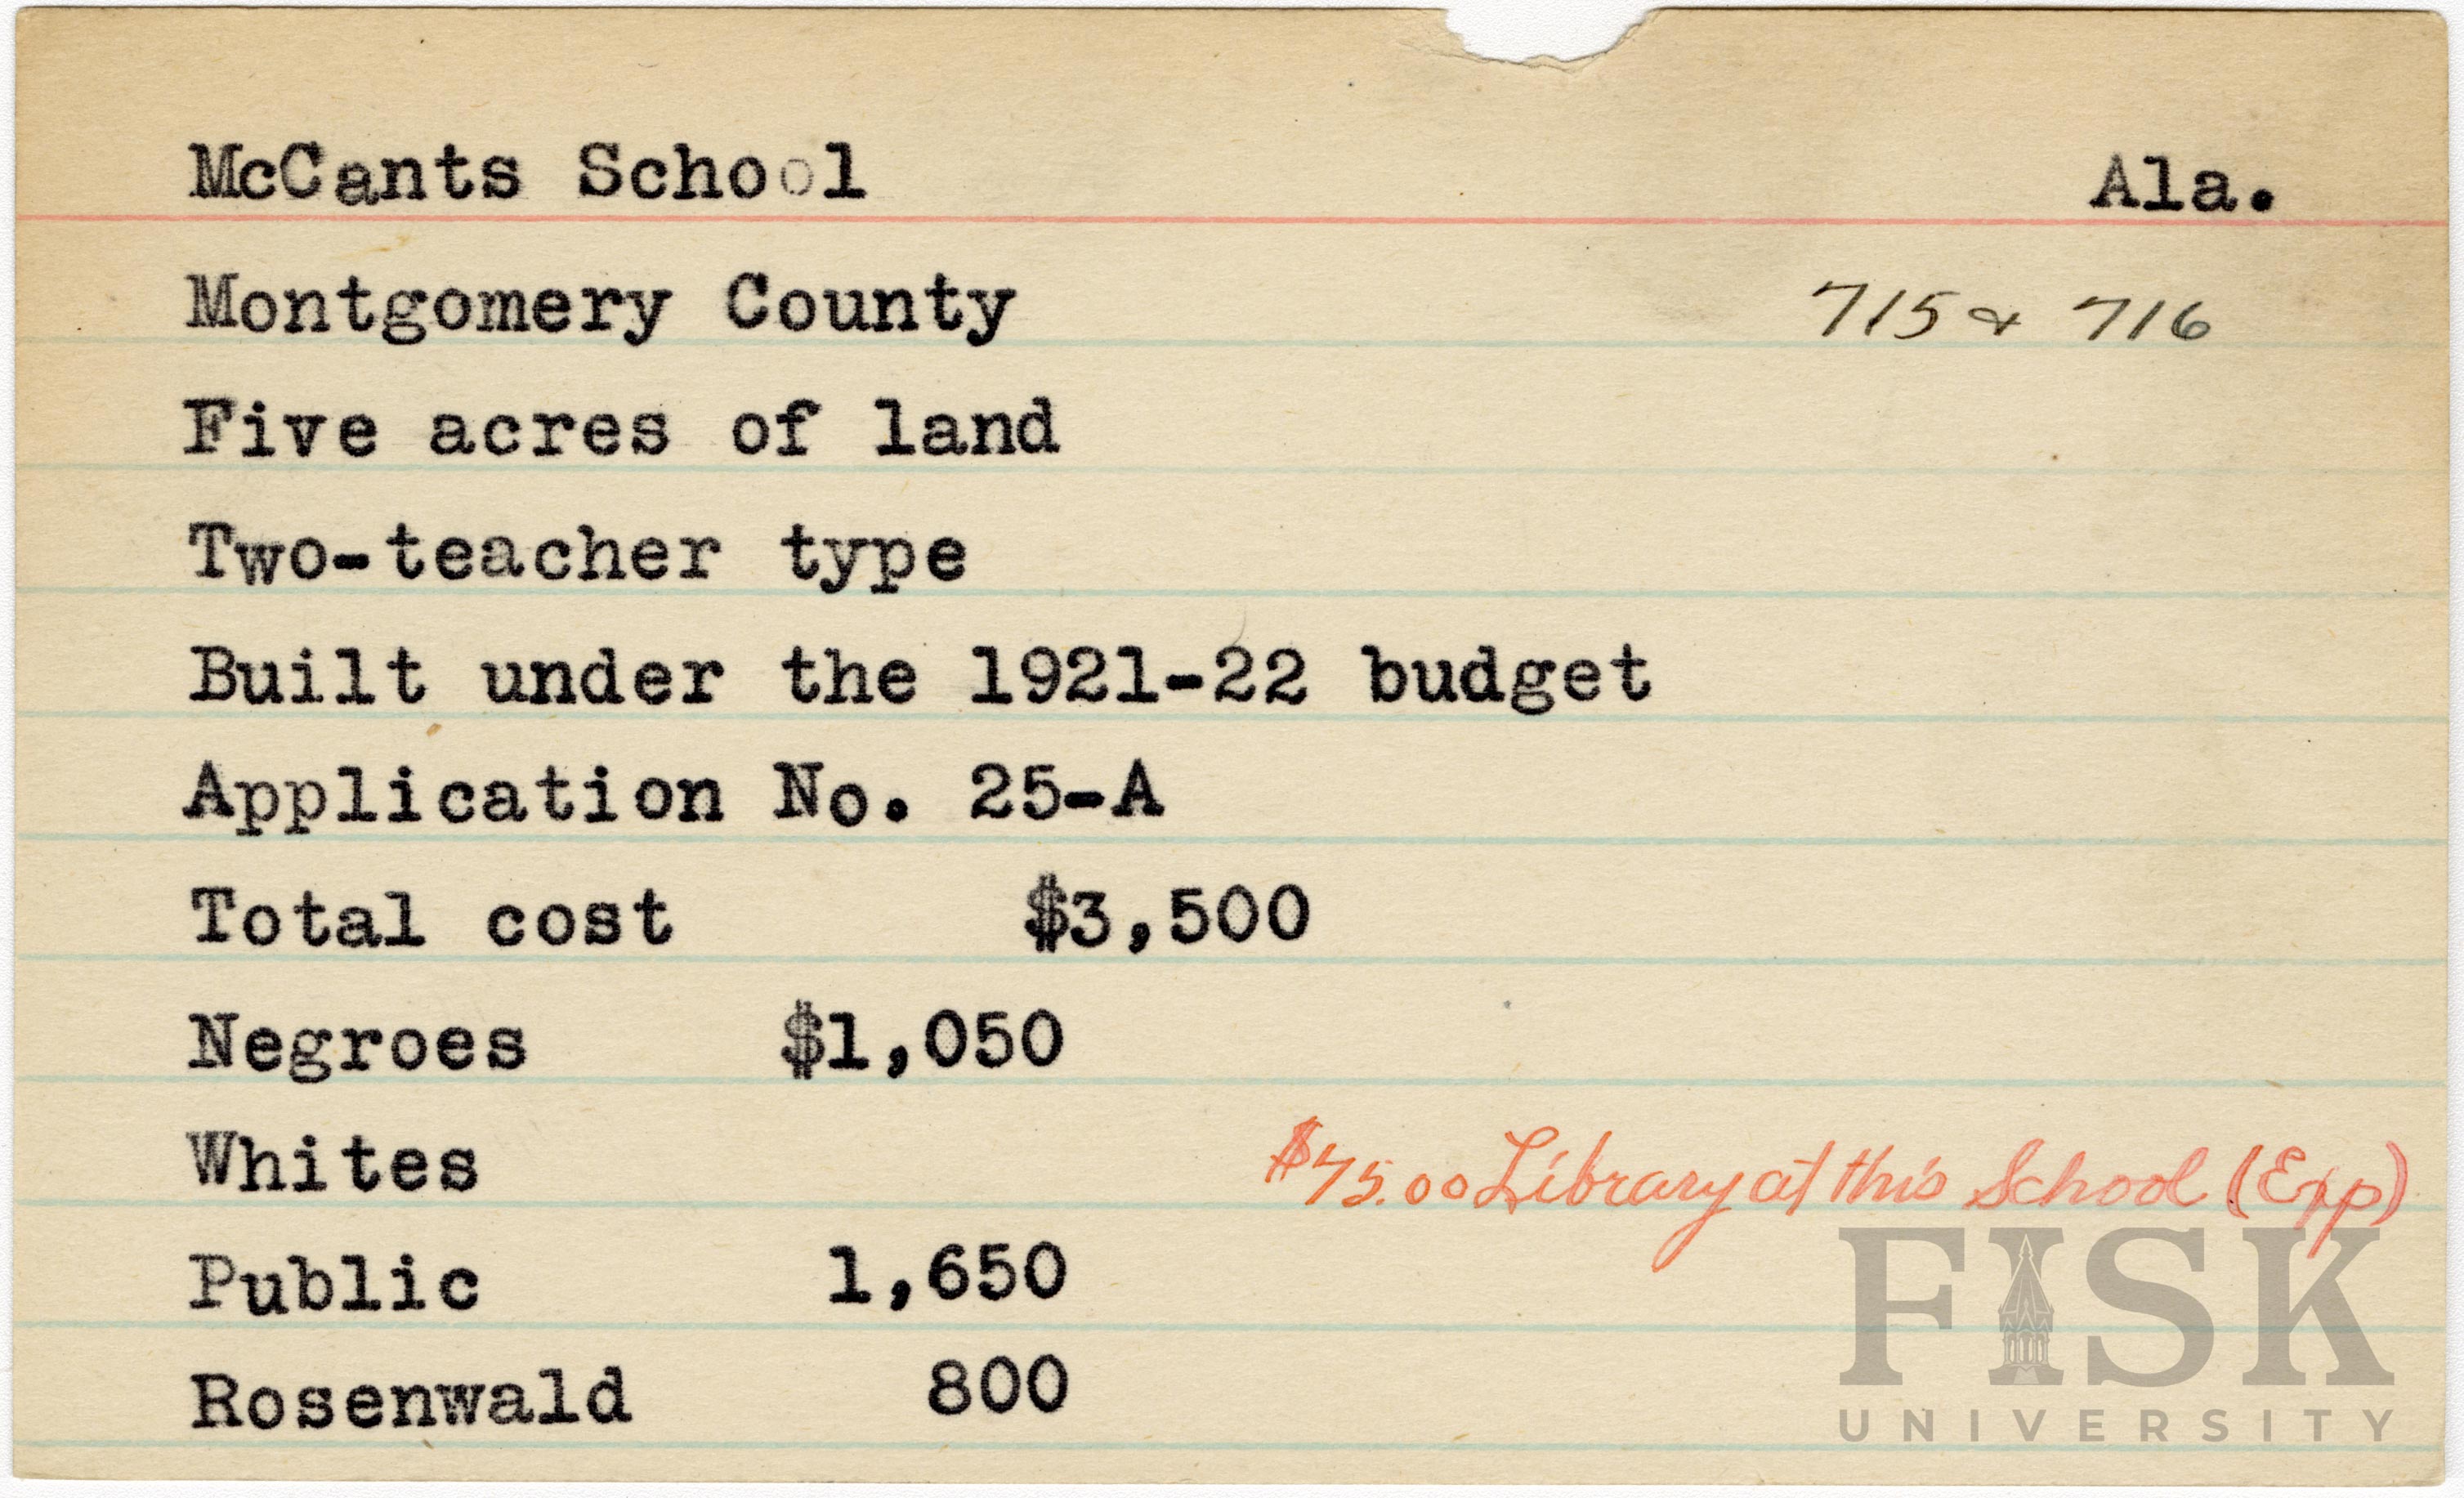 McCants School Ala.
Montgomery County 715 & 716
Five acres of land
Two-teacher type
Built under the 1921-22 budget
Application No. 25-A
Total cost $3,500
Negroes $1,050
Whites $75.00 Library at this School (Exp)
Public 1,650
Rosenwald 800
FISK
UNIVERSITY